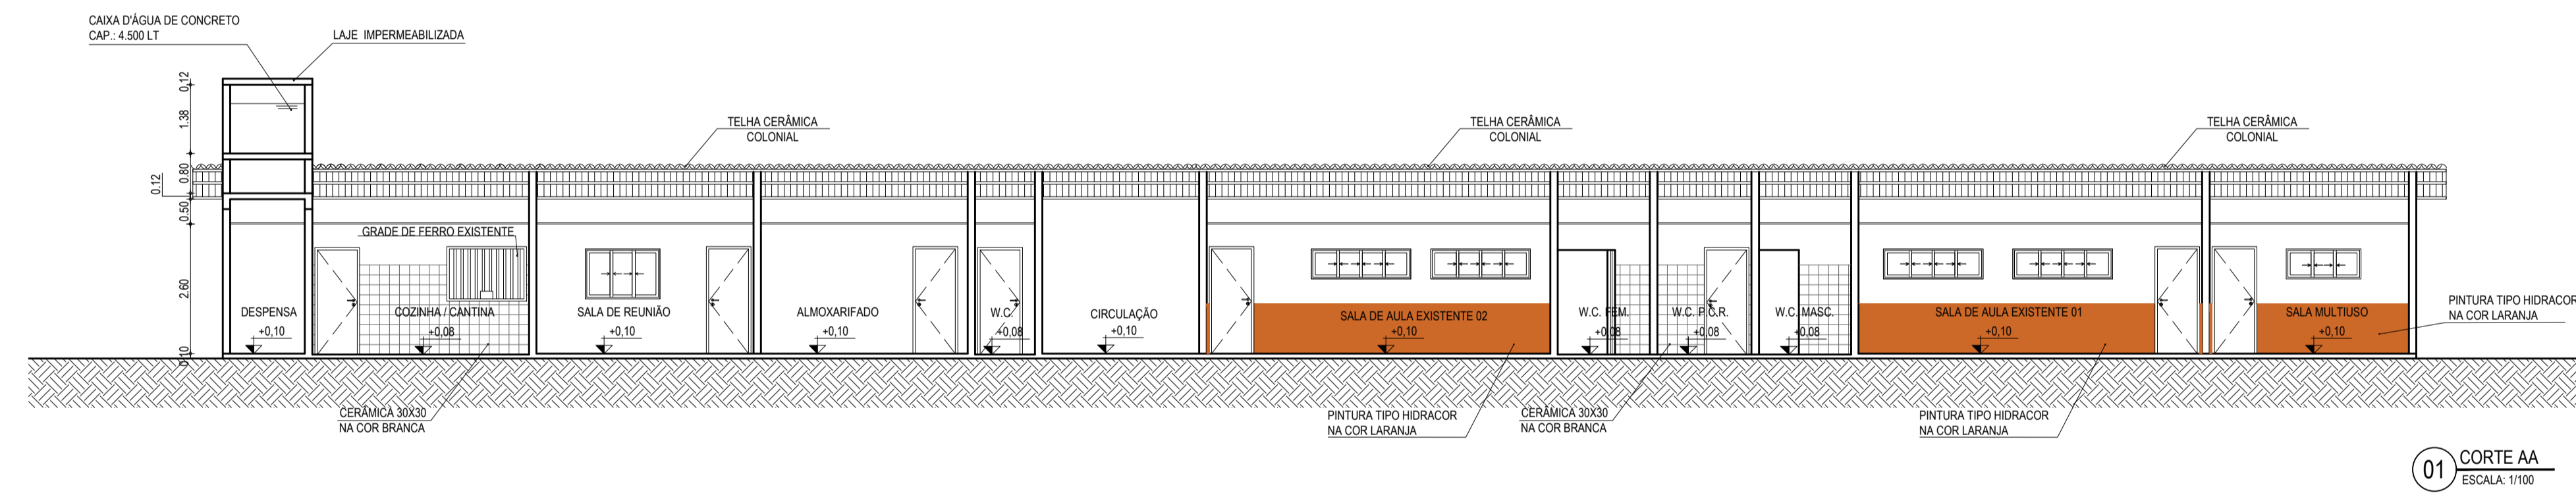 CAIXA D'ÁGUA DE CONCRETO
CAP.: 4.500 LT
LAJE IMPERMEABILIZADA
TELHA CERÂMICA
COLONIAL
TELHA CERÂMICA
COLONIAL
TELHA CERÂMICA
COLONIAL
0.12
1.38
0.80
0.12
0.50
2.60
0.10
GRADE DE FERRO EXISTENTE
DESPENSA
+0,10
COZINHA / CANTINA
+0,08
SALA DE REUNIÃO
+0,10
ALMOXARIFADO
+0,10
W.C.
+0,08
CIRCULAÇÃO
+0,10
SALA DE AULA EXISTENTE 02
+0,10
W.C. FEM.
+0,08
W.C. P.C.R.
+0,08
W.C. MASC.
+0,08
SALA DE AULA EXISTENTE 01
+0,10
SALA MULTIUSO
+0,10
PINTURA TIPO HIDRACOR
NA COR LARANJA
CERÂMICA 30X30
NA COR BRANCA
PINTURA TIPO HIDRACOR
NA COR LARANJA
CERÂMICA 30X30
NA COR BRANCA
PINTURA TIPO HIDRACOR
NA COR LARANJA
01
CORTE AA
ESCALA: 1/100